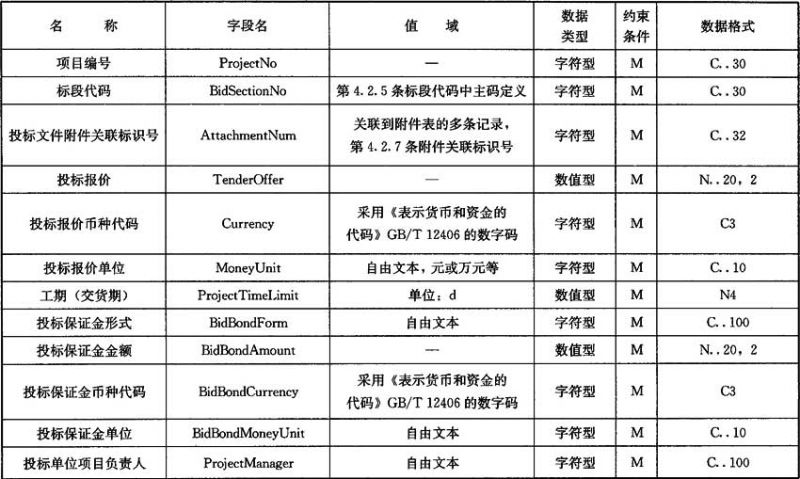 名 称 字段名 值 域 数据类型 约束条件 数据格式
项目编号 ProjectNo — 字符型 M C..30
标段代码 BidSectionNo 第4.2.5条标段代码中主码定义 字符型 M C..30
投标文件附件关联标识号 AttachmentNum 关联到附件表的多条记录，第4.2.7条附件关联标识号 字符型 M C..32
投标报价 TenderOffer — 数值型 M N..20，2
投标报价币种代码 Currency 采用《表示货币和资金的代码》GB/T 12406的数字码 字符型 M C3
投标报价单位 MoneyUnit 自由文本，元或万元等 字符型 M C..10
工期（交货期） ProjectTimeLimit 单位：d 数值型 M N4
投标保证金形式 BidBondForm 自由文本 字符型 M C..100
投标保证金金额 BidBondAmount — 数值型 M N..20，2
投标保证金币种代码 BidBondCurrency 采用《表示货币和资金的代码》GB/T 12406的数字码 字符型 M C3
投标保证金单位 BidBondMoneyUnit 自由文本 字符型 M C..10
投标单位项目负责人 ProjectManager 自由文本 字符型 M C..100